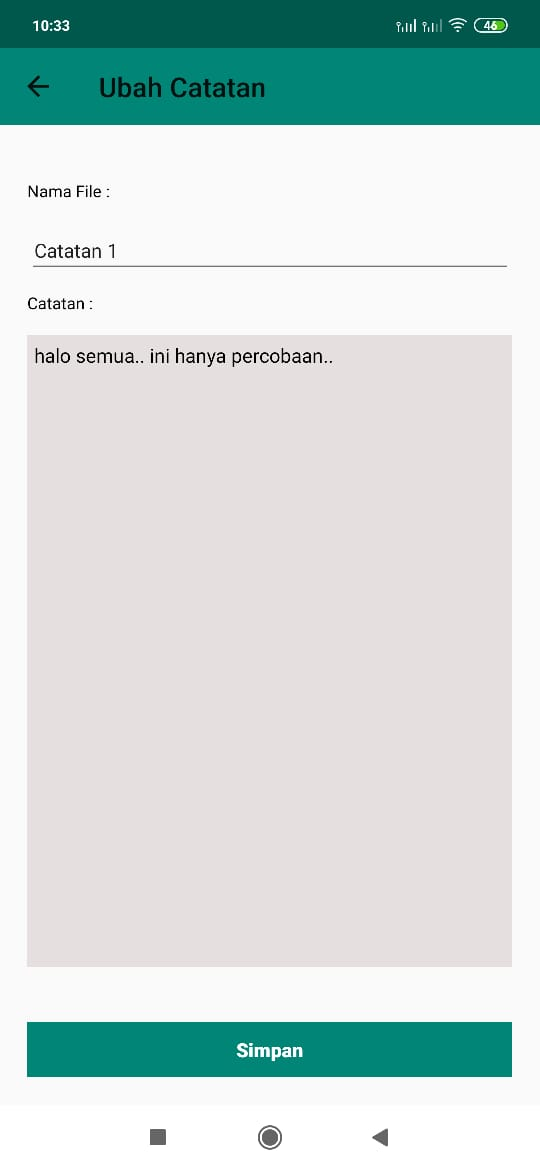 10:33
46
Ubah Catatan
Nama File :
Catatan 1
Catatan :
halo semua.. ini hanya percobaan..
Simpan